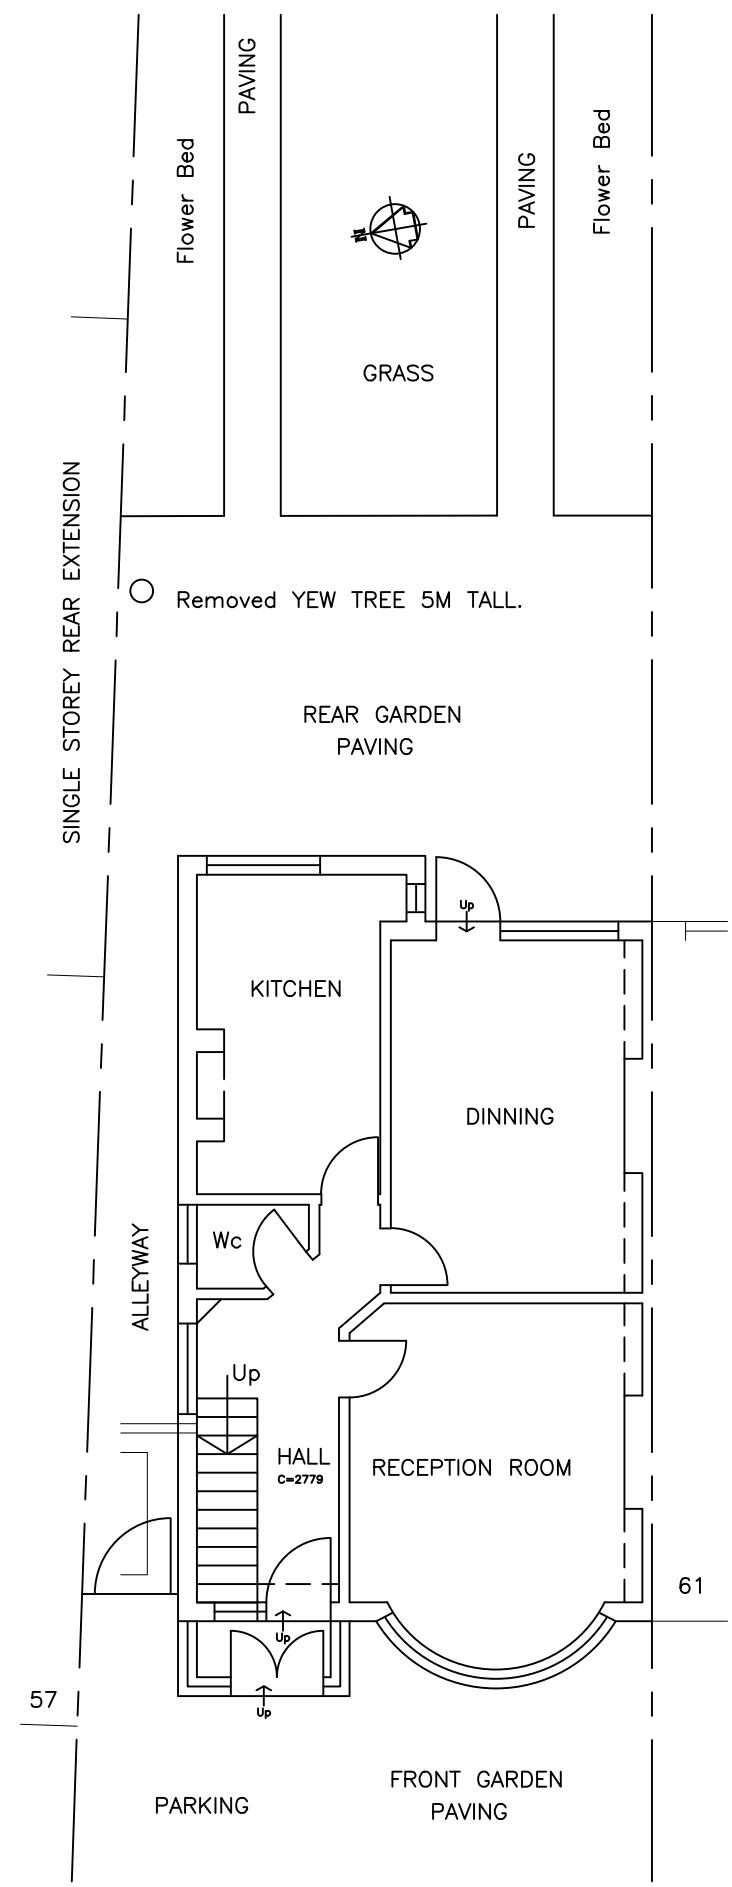 PAVING
Flower Bed
PAVING
Flower Bed
N
GRASS
SINGLE STOREY REAR EXTENSION
Removed YEW TREE 5M TALL.
REAR GARDEN
PAVING
Up
KITCHEN
DINNING
Wc
ALLEYWAY
Up
HALL
C=2779
RECEPTION ROOM
61
Up
57
Up
FRONT GARDEN
PAVING
PARKING